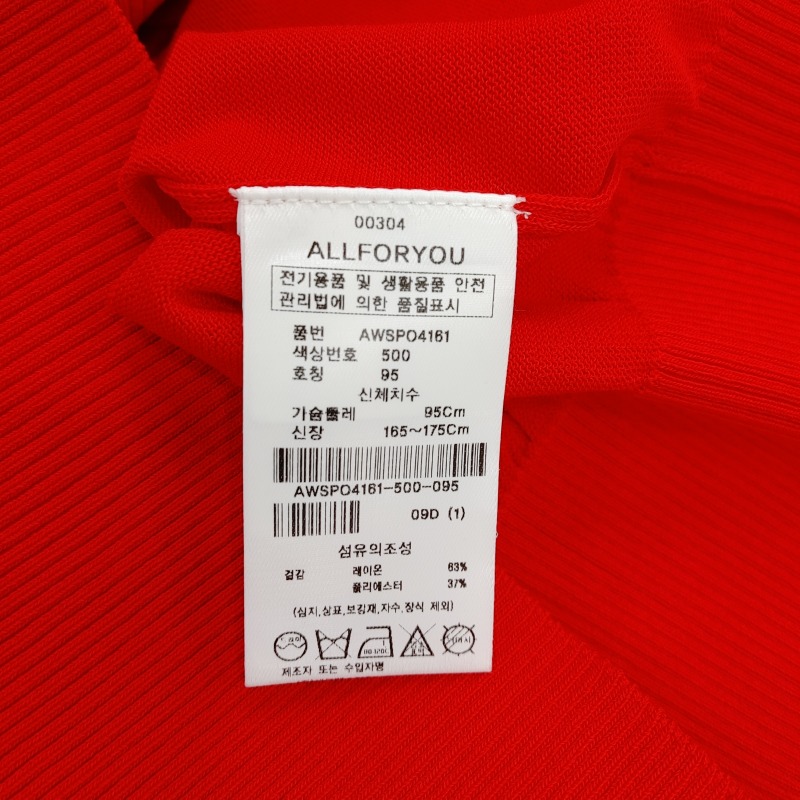 00304
ALLFORYOU
전기용품 및 생활용품 안전
관리법에 의한 품질표시
품번 AWSPO4161
색상번호 500
호칭 95
신체치수
가슴둘레 95Cm
신장 165~175Cm
AWSPO4161-500-095
09D (1)
섬유의조성
겉감 레이온 63%
폴리에스터 37%
(심지,상표,보강재,자수,장식 제외)
제조자 또는 수입자명